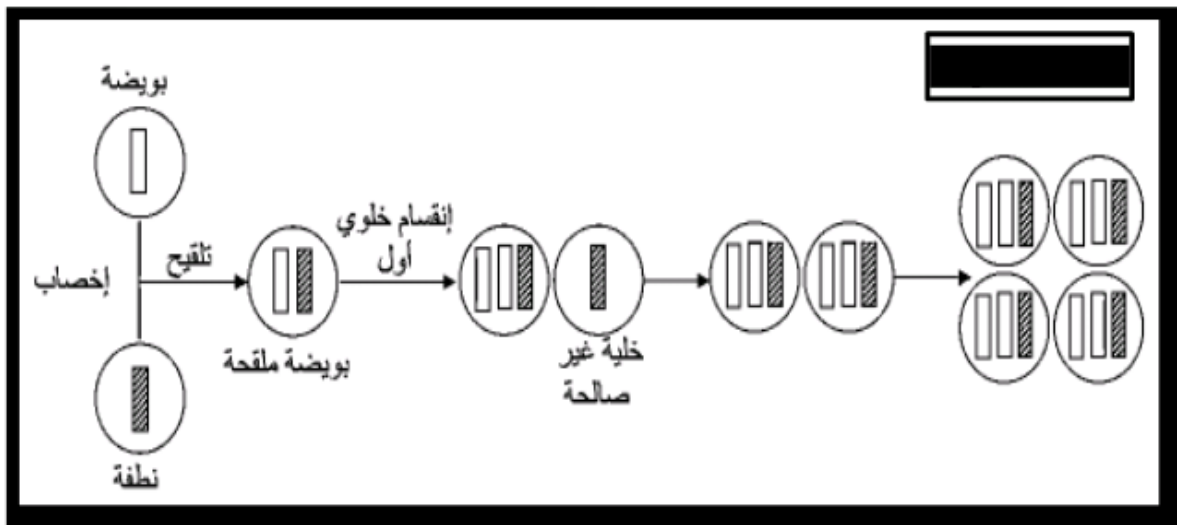 بويضة
إخصاب
نطفة
تلقيح
بويضة ملقحة
إنقسام خلوي
أول
خلية غير
صالحة